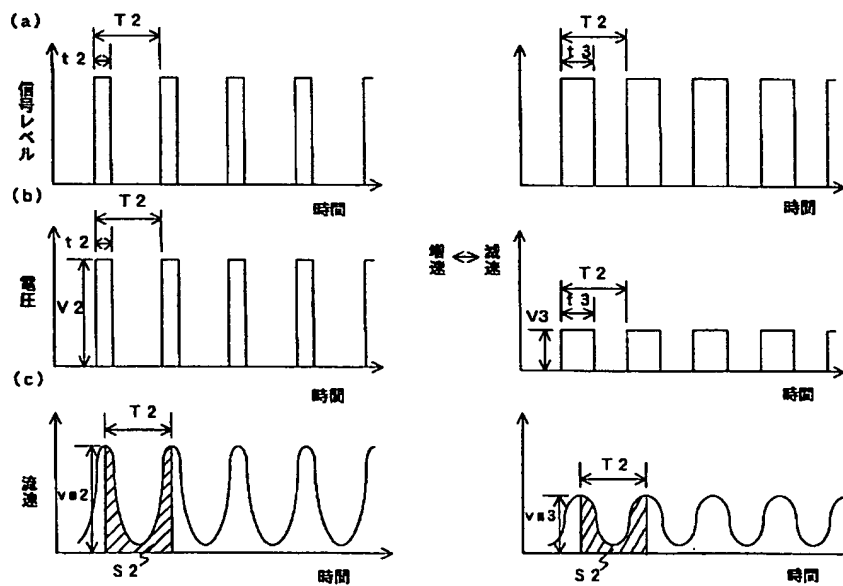 (a)
T2
t2
信号レベル
時間
T2
t3
時間
(b)
T2
t2
V2
電圧
時間
増速 ⇔ 減速
T2
t3
V3
時間
(c)
T2
vm2
流速
S2
時間
T2
vm3
S2
時間